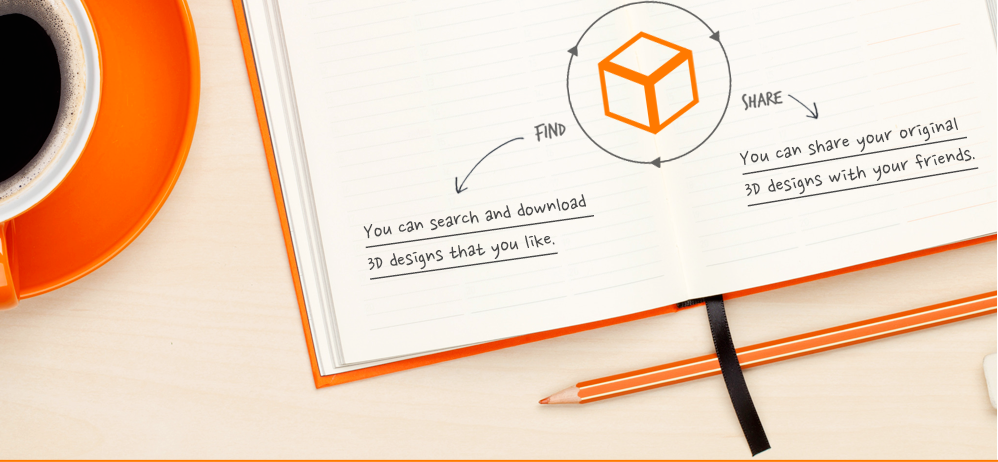 FIND
SHARE
You can search and download
3D designs that you like.
You can share your original
3D designs with your friends.